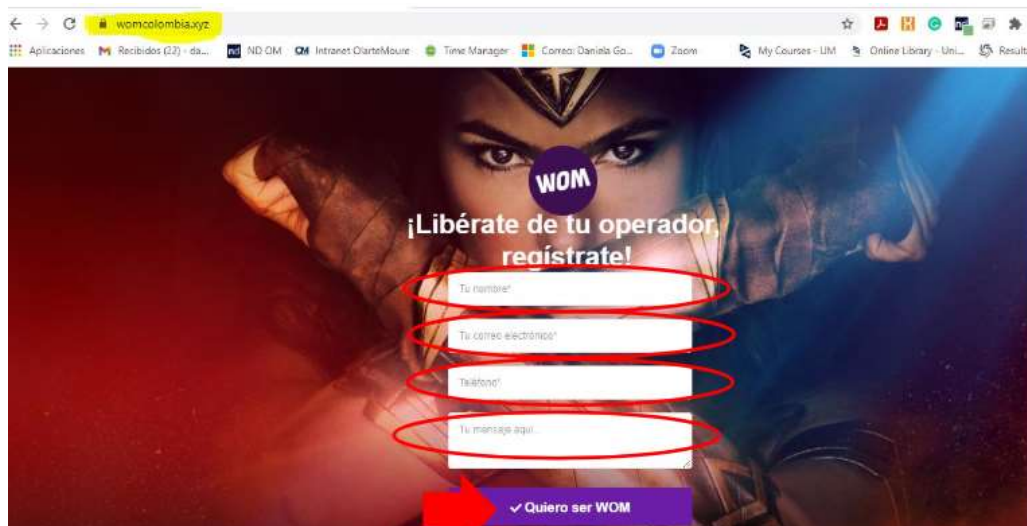 womcolombia.xyz
Aplicaciones
Recibidos (22) - da...
ND OM
Intranet OlarteMoure
Time Manager
Correo: Daniela Go...
Zoom
My Courses - UM
Online Library - Uni...
Result
WOM
¡Libérate de tu operador,
regístrate!
Tu nombre*
Tu correo electrónico*
Teléfono*
Tu mensaje aquí...
Quiero ser WOM